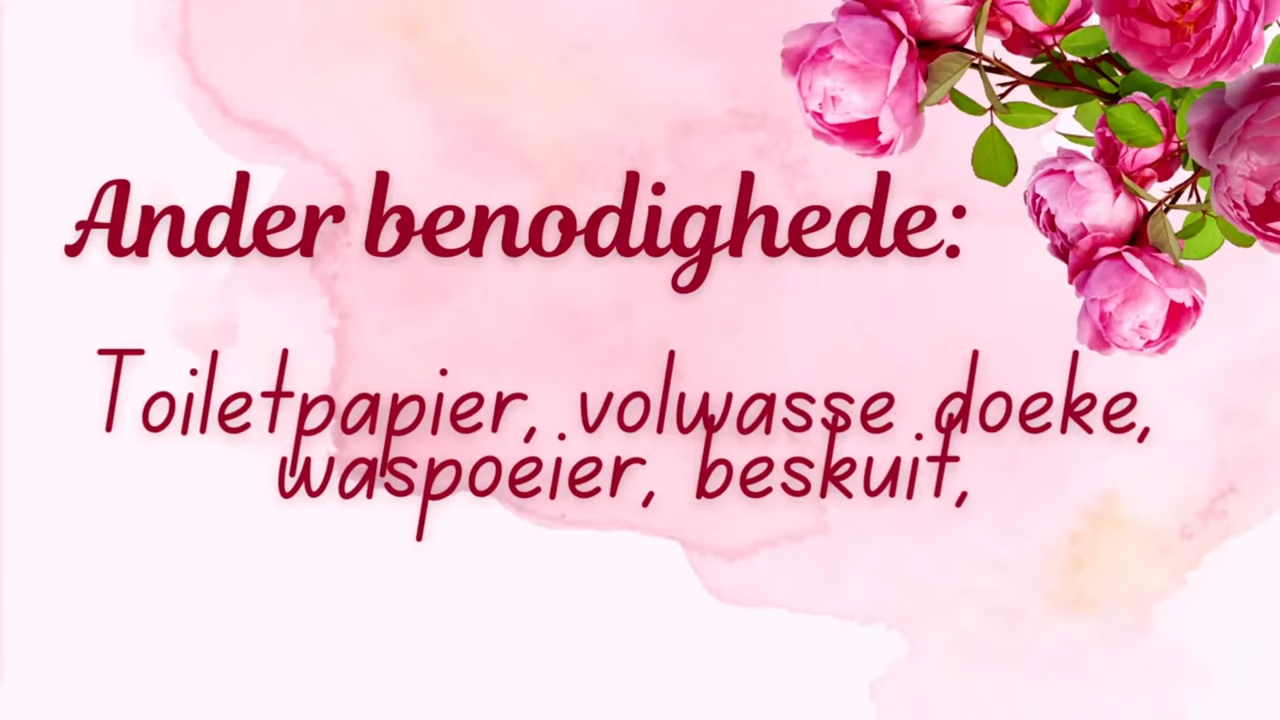 Ander benodighede:
Toiletpapier, volwasse doeke,
waspoeier, beskuit,